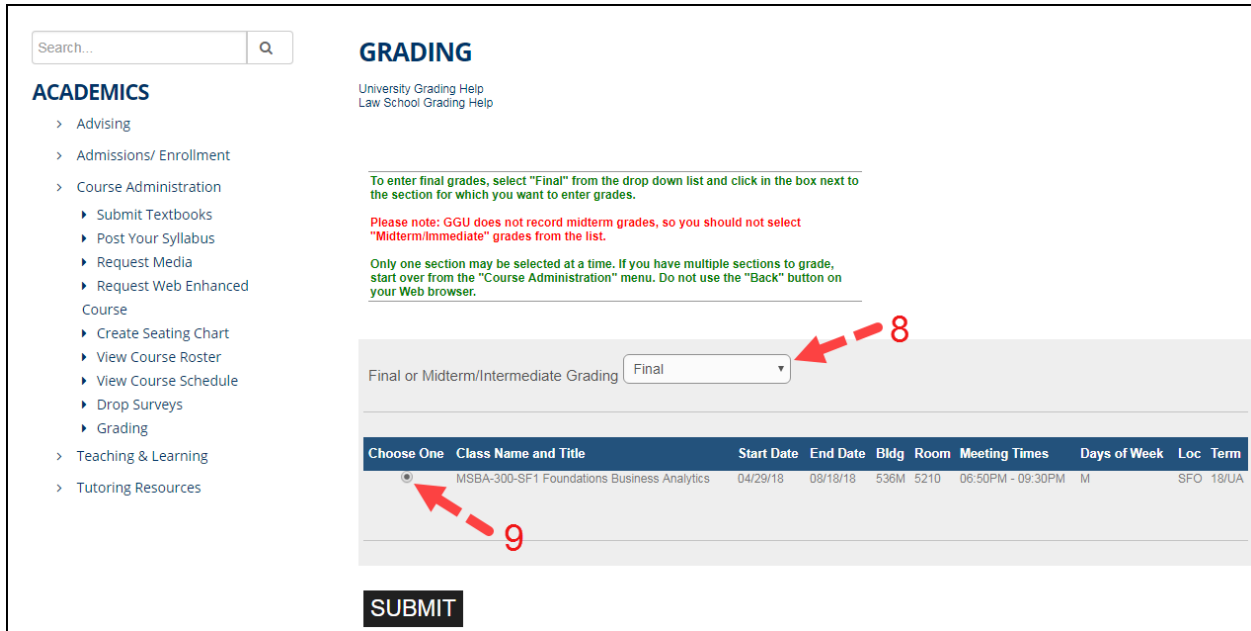 Search...
ACADEMICS
> Advising
> Admissions/ Enrollment
> Course Administration
Submit Textbooks
Post Your Syllabus
Request Media
Request Web Enhanced
Course
Create Seating Chart
View Course Roster
View Course Schedule
Drop Surveys
Grading
> Teaching & Learning
> Tutoring Resources
GRADING
University Grading Help
Law School Grading Help
To enter final grades, select "Final" from the drop down list and click in the box next to
the section for which you want to enter grades.
Please note: GGU does not record midterm grades, so you should not select
"Midterm/Immediate" grades from the list.
Only one section may be selected at a time. If you have multiple sections to grade,
start over from the "Course Administration" menu. Do not use the "Back" button on
your Web browser.
8
Final or Midterm/Intermediate Grading Final
Choose One Class Name and Title Start Date End Date Bldg Room Meeting Times Days of Week Loc Term
MSBA-300-SF1 Foundations Business Analytics 04/29/18 08/18/18 536M 5210 06:50PM - 09:30PM M SFO 18/UA
9
SUBMIT